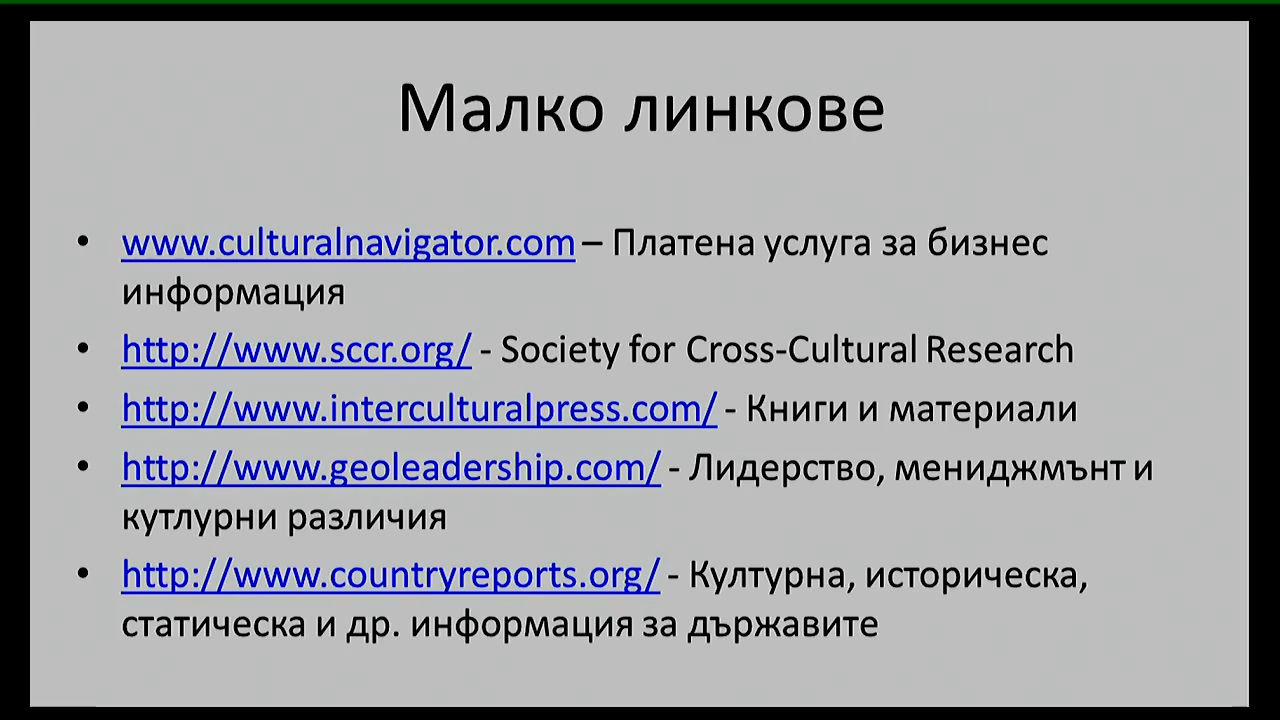 Малко линкове
• www.culturalnavigator.com – Платена услуга за бизнес
информация
• http://www.sccr.org/ - Society for Cross-Cultural Research
• http://www.interculturalpress.com/ - Книги и материали
• http://www.geoleadership.com/ - Лидерство, мениджмънт и
кутлурни различия
• http://www.countryreports.org/ - Културна, историческа,
статическа и др. информация за държавите